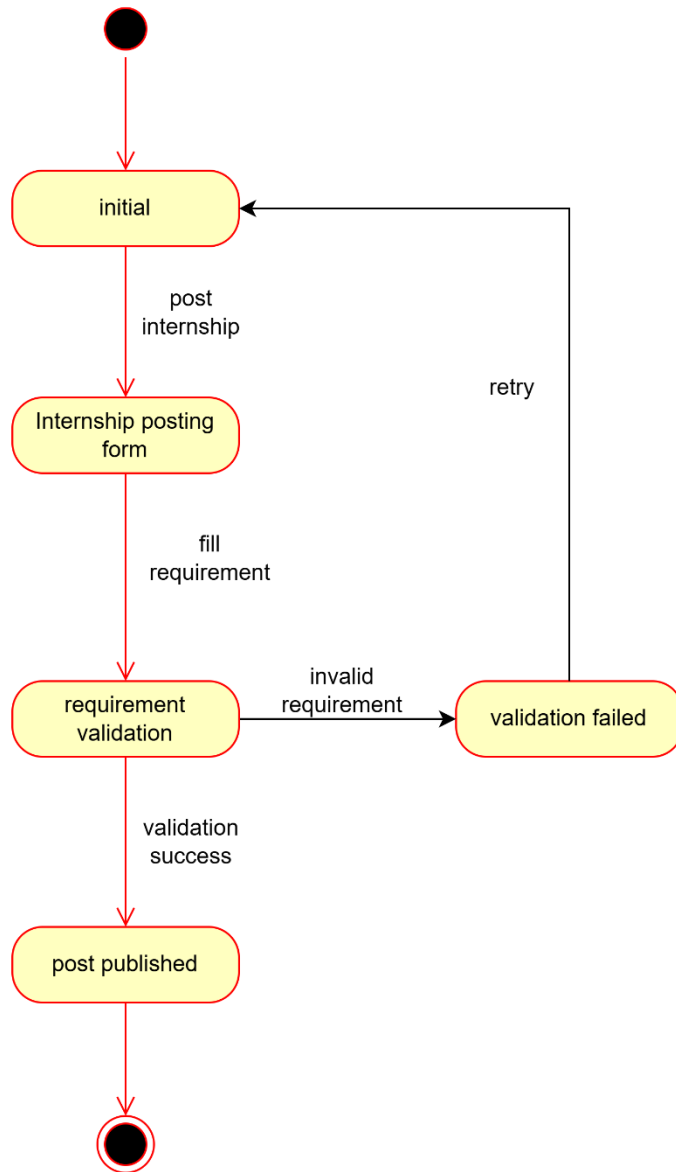 initial
post
internship
retry
Internship posting
form
fill
requirement
requirement
validation
invalid
requirement
validation failed
validation
success
post published